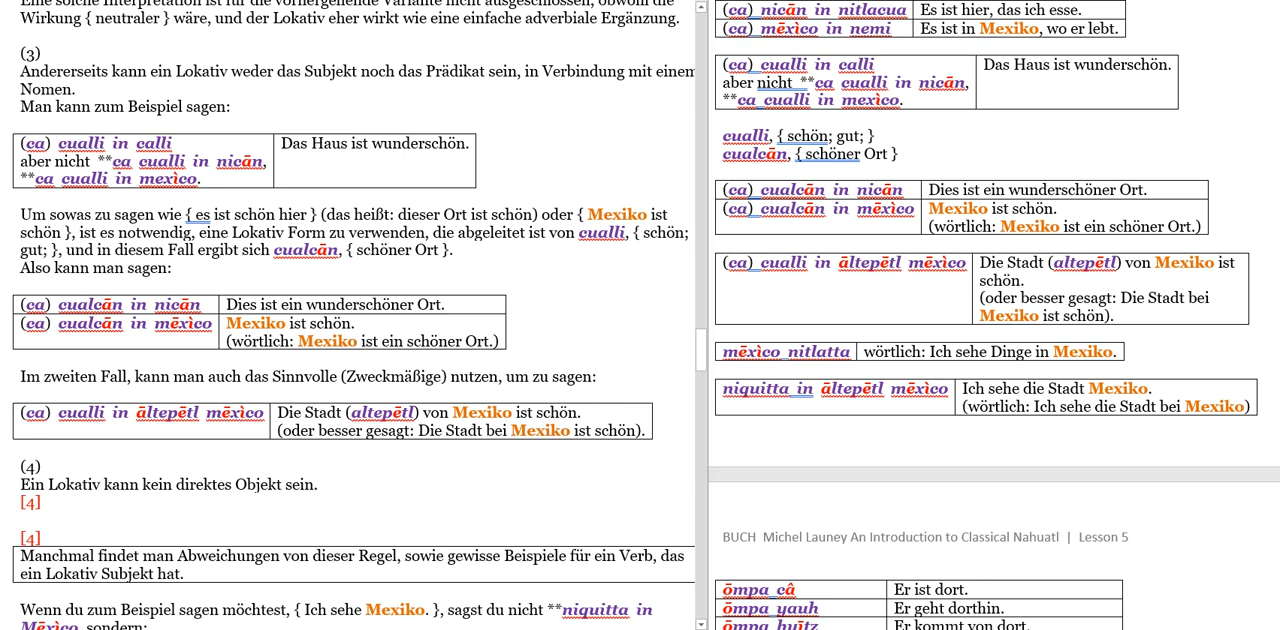 Eine solche Interpretation ist für die vorhergehende Variante nicht ausgeschlossen, obwohl die
Wirkung { neutraler } wäre, und der Lokativ eher wirkt wie eine einfache adverbiale Ergänzung.
(3)
Andererseits kann ein Lokativ weder das Subjekt noch das Prädikat sein, in Verbindung mit einem
Nomen.
Man kann zum Beispiel sagen:
(ca) cualli in calli
aber nicht **ca cualli in nicān,
**ca cualli in mexìco.
Das Haus ist wunderschön.
Um sowas zu sagen wie { es ist schön hier } (das heißt: dieser Ort ist schön) oder { Mexiko ist
schön }, ist es notwendig, eine Lokativ Form zu verwenden, die abgeleitet ist von cualli, { schön;
gut; }, und in diesem Fall ergibt sich cualcān, { schöner Ort }.
Also kann man sagen:
(ca) cualcān in nicān Dies ist ein wunderschöner Ort.
(ca) cualcān in mēxìco Mexiko ist schön.
(wörtlich: Mexiko ist ein schöner Ort.)
Im zweiten Fall, kann man auch das Sinnvolle (Zweckmäßige) nutzen, um zu sagen:
(ca) cualli in āltepētl mēxìco Die Stadt (altepētl) von Mexiko ist schön.
(oder besser gesagt: Die Stadt bei Mexiko ist schön).
(4)
Ein Lokativ kann kein direktes Objekt sein.
[4]
[4]
Manchmal findet man Abweichungen von dieser Regel, sowie gewisse Beispiele für ein Verb, das
ein Lokativ Subjekt hat.
Wenn du zum Beispiel sagen möchtest, { Ich sehe Mexiko. }, sagst du nicht **niquitta in
Mēxìco, sondern:
(ca) nicān in nitlacua Es ist hier, das ich esse.
(ca) mēxìco in nemi Es ist in Mexiko, wo er lebt.
(ca) cualli in calli
aber nicht **ca cualli in nicān,
**ca cualli in mexìco.
Das Haus ist wunderschön.
cualli, { schön; gut; }
cualcān, { schöner Ort }
(ca) cualcān in nicān Dies ist ein wunderschöner Ort.
(ca) cualcān in mēxìco Mexiko ist schön.
(wörtlich: Mexiko ist ein schöner Ort.)
(ca) cualli in āltepētl mēxìco Die Stadt (altepētl) von Mexiko ist
schön.
(oder besser gesagt: Die Stadt bei
Mexiko ist schön).
mēxìco nitlatta wörtlich: Ich sehe Dinge in Mexiko.
niquitta in āltepētl mēxìco Ich sehe die Stadt Mexiko.
(wörtlich: Ich sehe die Stadt bei Mexiko)
BUCH Michel Launey An Introduction to Classical Nahuatl | Lesson 5
ōmpa câ Er ist dort.
ōmpa yauh Er geht dorthin.
ōmpa huītz Er kommt von dort.